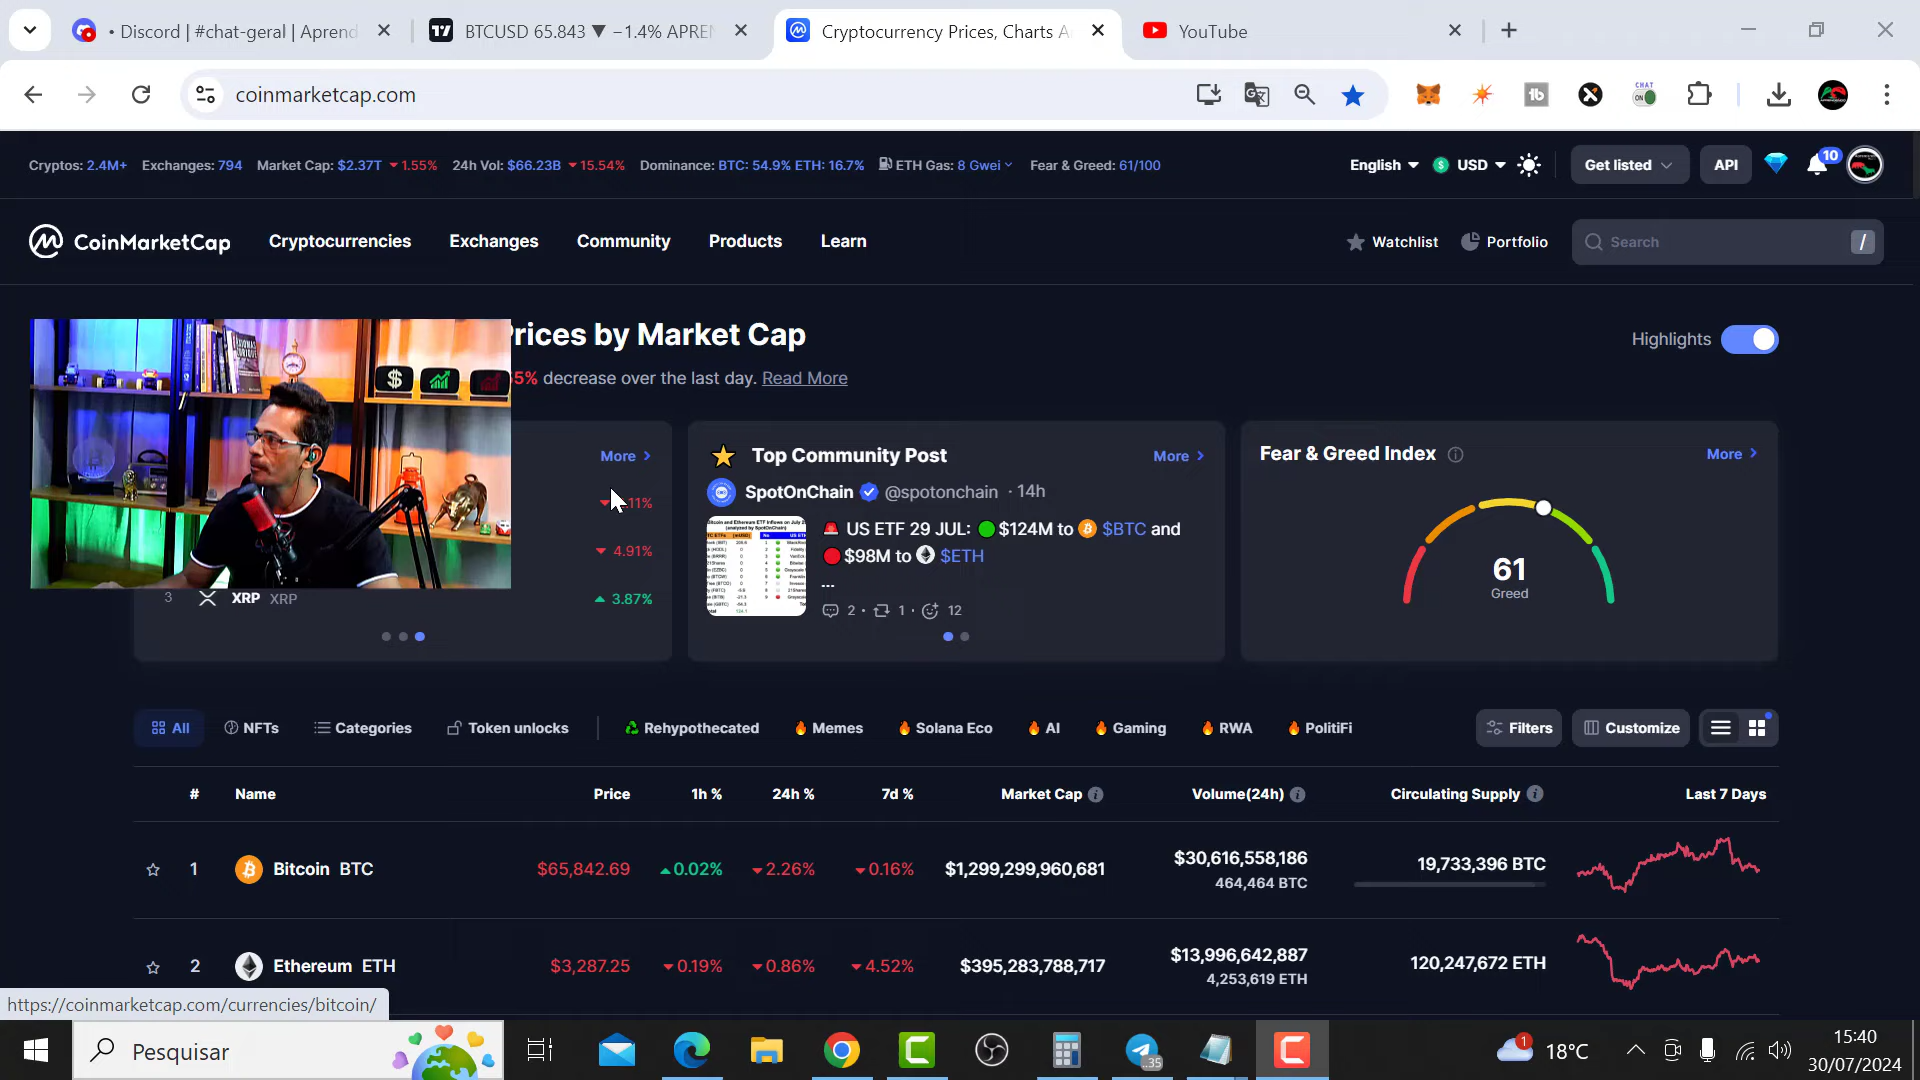 • Discord | #chat-geral | Aprend
BTCUSD 65.843 ▼ −1.4% APREN
Cryptocurrency Prices, Charts A
YouTube
coinmarketcap.com
CHAT
ON
Cryptos: 2.4M+
Exchanges: 794
Market Cap: $2.37T ▼ 1.55%
24h Vol: $66.23B ▼ 15.54%
Dominance: BTC: 54.9% ETH: 16.7%
ETH Gas: 8 Gwei
Fear & Greed: 61/100
English
USD
Get listed
API
10
CoinMarketCap
Cryptocurrencies
Exchanges
Community
Products
Learn
Watchlist
Portfolio
Search
/
Prices by Market Cap
Highlights
5% decrease over the last day. Read More
More >
▼ 4.91%
3 XRP XRP ▲ 3.87%
Top Community Post
More >
SpotOnChain @spotonchain · 14h
US ETF 29 JUL: $124M to $BTC and
$98M to $ETH
...
2 • 1 • 12
Fear & Greed Index
More >
61
Greed
All
NFTs
Categories
Token unlocks
Rehypothecated
Memes
Solana Eco
AI
Gaming
RWA
PolitiFi
Filters
Customize
# Name Price 1h % 24h % 7d % Market Cap Volume(24h) Circulating Supply Last 7 Days
1 Bitcoin BTC $65,842.69 ▲ 0.02% ▼ 2.26% ▼ 0.16% $1,299,299,960,681 $30,616,558,186 19,733,396 BTC
464,464 BTC
2 Ethereum ETH $3,287.25 ▼ 0.19% ▼ 0.86% ▼ 4.52% $395,283,788,717 $13,996,642,887 120,247,672 ETH
4,253,619 ETH
https://coinmarketcap.com/currencies/bitcoin/
Pesquisar
..35
1
18°C
15:40
30/07/2024